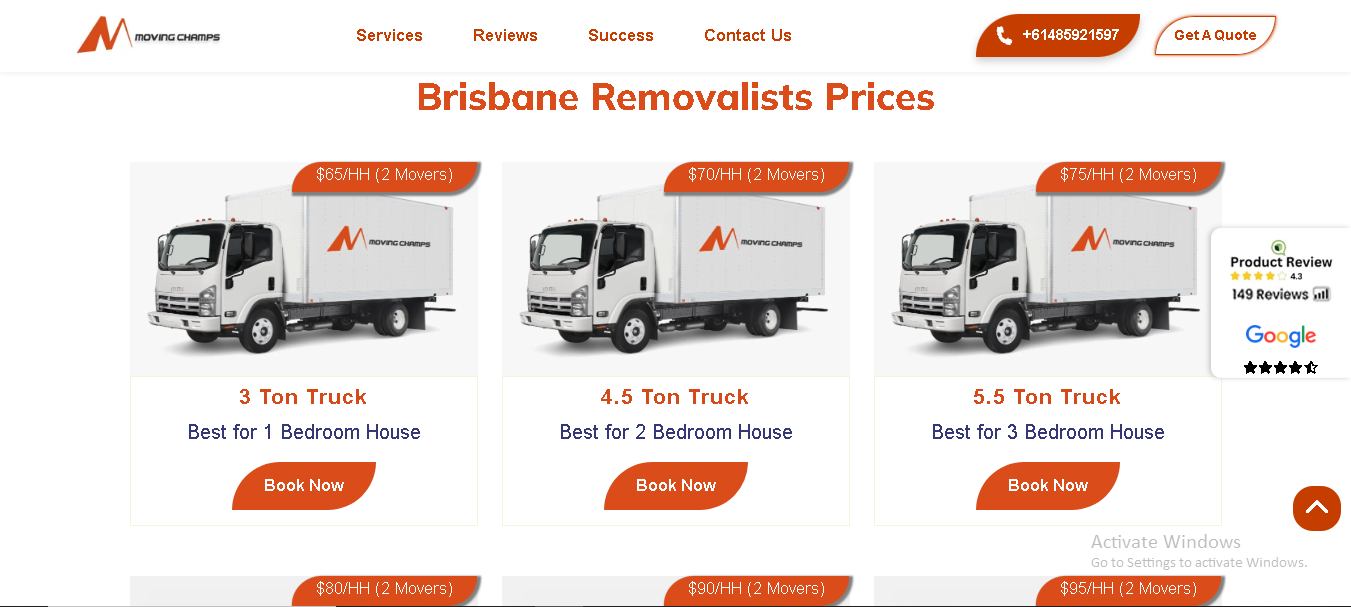 MOVING CHAMPS
Services
Reviews
Success
Contact Us
+61485921597
Get A Quote
Brisbane Removalists Prices
$65/HH (2 Movers)
$70/HH (2 Movers)
$75/HH (2 Movers)
MOVING CHAMPS
MOVING CHAMPS
MOVING CHAMPS
Product Review
4.3
149 Reviews
Google
3 Ton Truck
4.5 Ton Truck
5.5 Ton Truck
Best for 1 Bedroom House
Best for 2 Bedroom House
Best for 3 Bedroom House
Book Now
Book Now
Book Now
Activate Windows
Go to Settings to activate Windows.
$80/HH (2 Movers)
$90/HH (2 Movers)
$95/HH (2 Movers)